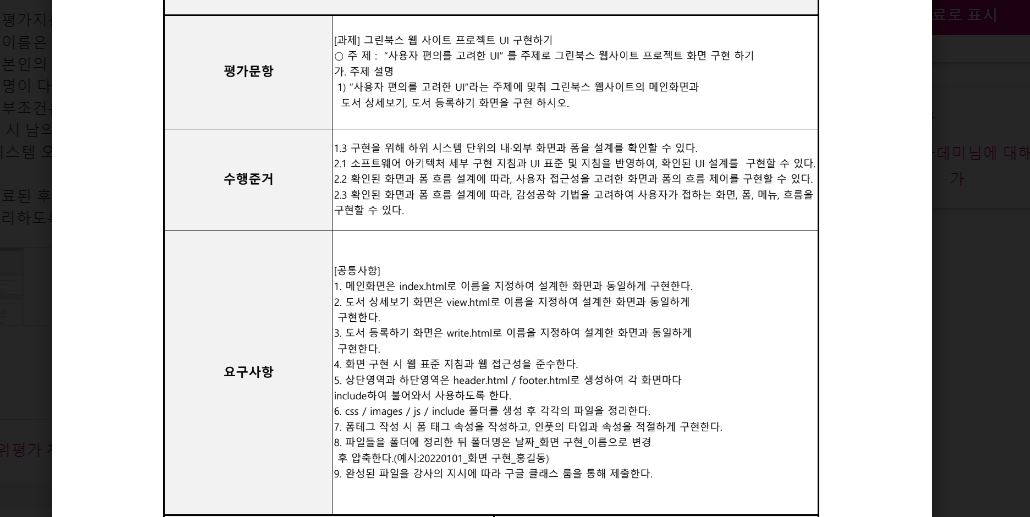 평가문항
[과제] 그린북스 웹 사이트 프로젝트 UI 구현하기
○ 주 제 : "사용자 편의를 고려한 UI" 를 주제로 그린북스 웹사이트 프로젝트 화면 구현 하기
가. 주제 설명
1) "사용자 편의를 고려한 UI"라는 주제에 맞춰 그린북스 웹사이트의 메인화면과
도서 상세보기, 도서 등록하기 화면을 구현 하시오.
수행준거
1.3 구현을 위해 하위 시스템 단위의 내·외부 화면과 폼을 설계를 확인할 수 있다.
2.1 소프트웨어 아키텍처 세부 구현 지침과 UI 표준 및 지침을 반영하여, 확인된 UI 설계를 구현할 수 있다.
2.2 확인된 화면과 폼 흐름 설계에 따라, 사용자 접근성을 고려한 화면과 폼의 흐름 제어를 구현할 수 있다.
2.3 확인된 화면과 폼 흐름 설계에 따라, 감성공학 기법을 고려하여 사용자가 접하는 화면, 폼, 메뉴, 흐름을
구현할 수 있다.
요구사항
[공통사항]
1. 메인화면은 index.html로 이름을 지정하여 설계한 화면과 동일하게 구현한다.
2. 도서 상세보기 화면은 view.html로 이름을 지정하여 설계한 화면과 동일하게
구현한다.
3. 도서 등록하기 화면은 write.html로 이름을 지정하여 설계한 화면과 동일하게
구현한다.
4. 화면 구현 시 웹 표준 지침과 웹 접근성을 준수한다.
5. 상단영역과 하단영역은 header.html / footer.html로 생성하여 각 화면마다
include하여 불어와서 사용하도록 한다.
6. css / images / js / include 폴더를 생성 후 각각의 파일을 정리한다.
7. 폼테그 작성 시 폼 태그 속성을 작성하고, 인풋의 타입과 속성을 적절하게 구현한다.
8. 파일들을 폴더에 정리한 뒤 폴더명은 날짜_화면 구현_이름으로 변경
후 압축한다.(예시:20220101_화면 구현_홍길동)
9. 완성된 파일을 강사의 지시에 따라 구글 클래스 룸을 통해 제출한다.
평가지
이름은
본인의
명이 다
부조건
시 남의
스템 오
료된 후
리하도록
위평가
료로 표시
데미님에 대해
가